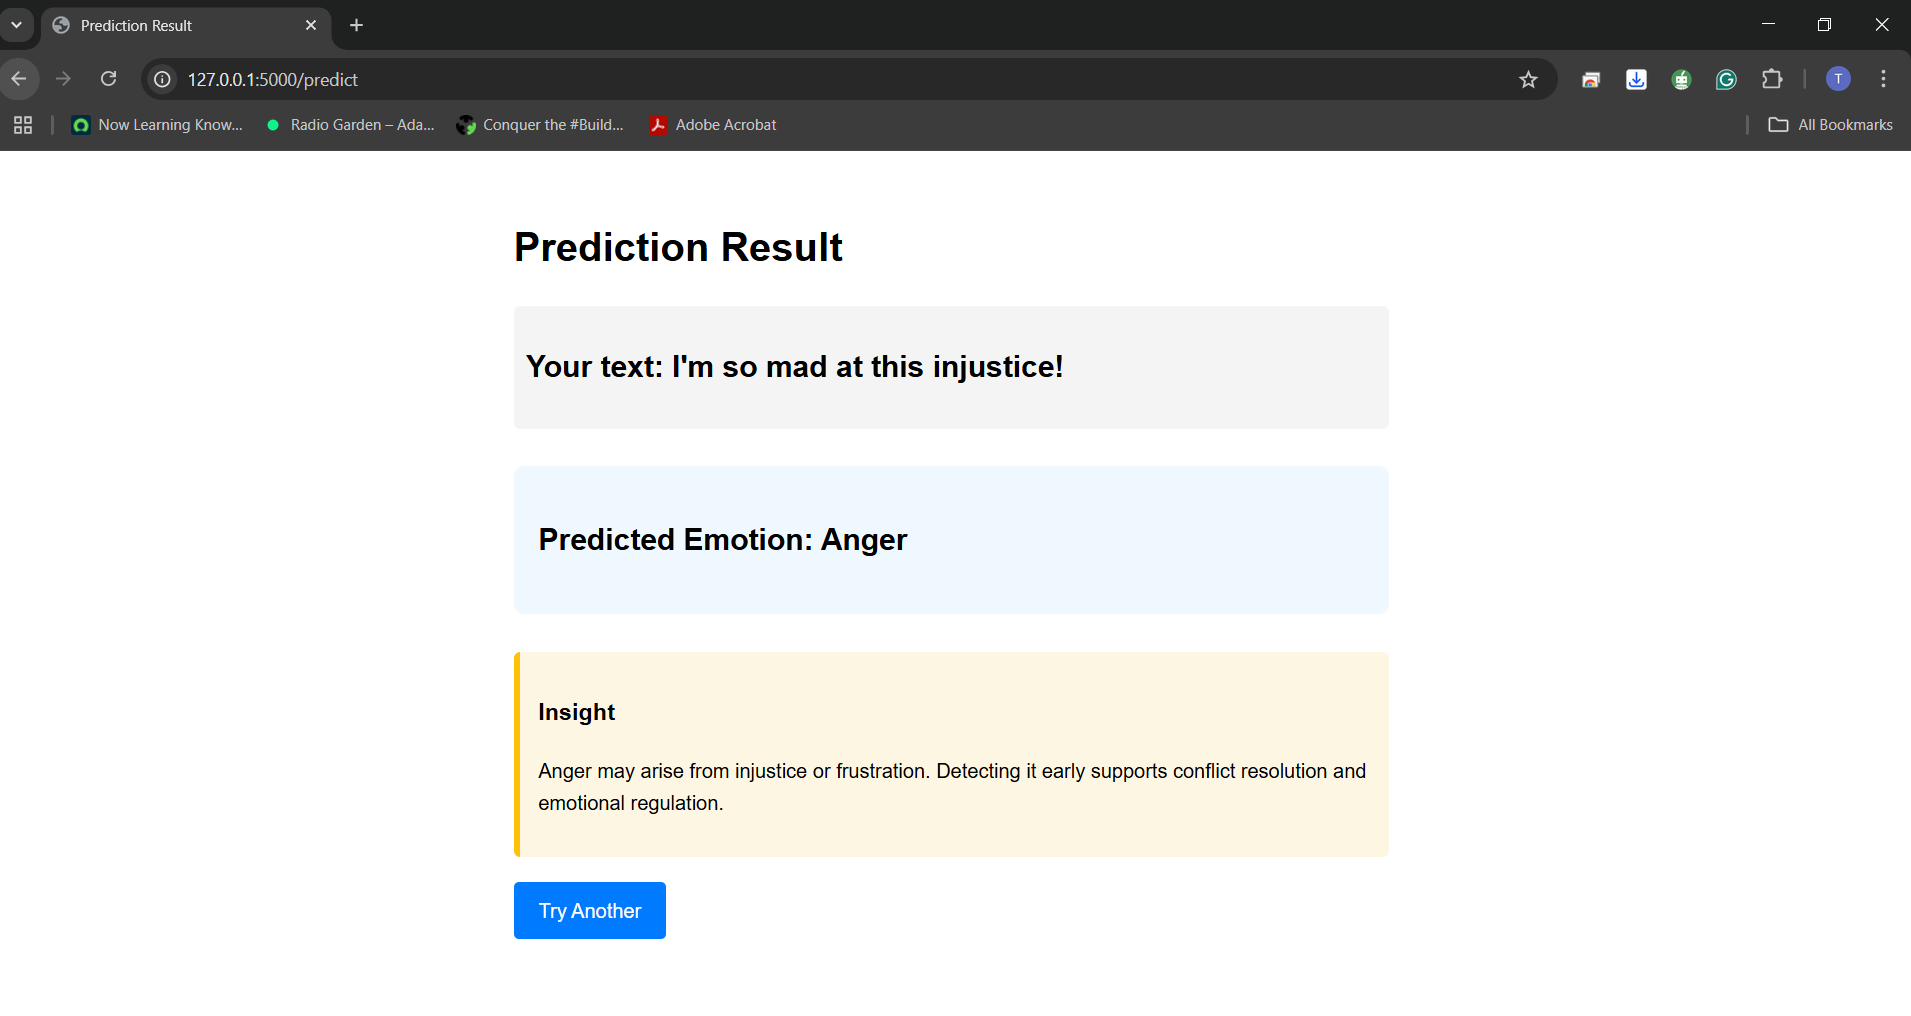 Prediction Result
127.0.0.1:5000/predict
Now Learning Know...
Radio Garden – Ada...
Conquer the #Build...
Adobe Acrobat
All Bookmarks
T
Prediction Result
Your text: I'm so mad at this injustice!
Predicted Emotion: Anger
Insight
Anger may arise from injustice or frustration. Detecting it early supports conflict resolution and
emotional regulation.
Try Another